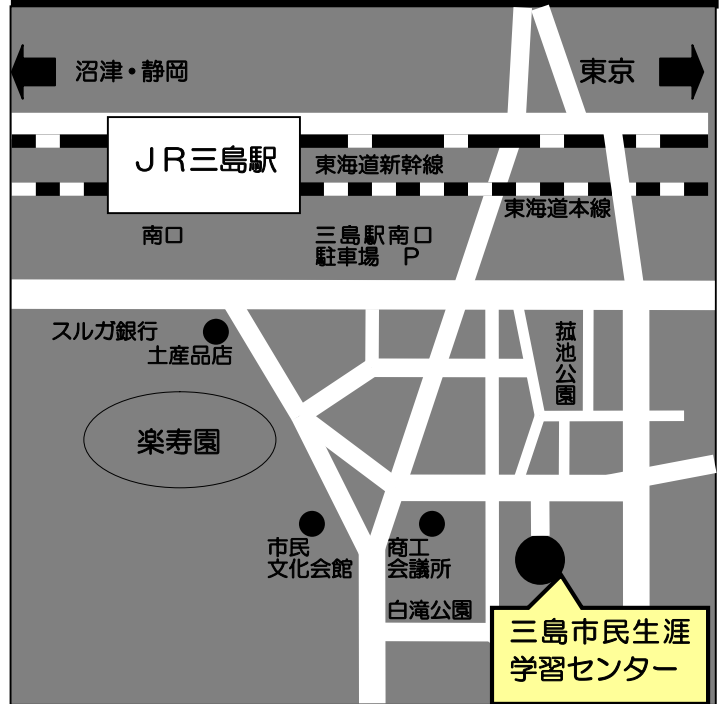 沼津・静岡
東京
JR三島駅
東海道新幹線
東海道本線
南口
三島駅南口
駐車場 P
スルガ銀行
土産品店
菰池公園
楽寿園
市民
文化会館
商工
会議所
白滝公園
三島市民生涯
学習センター